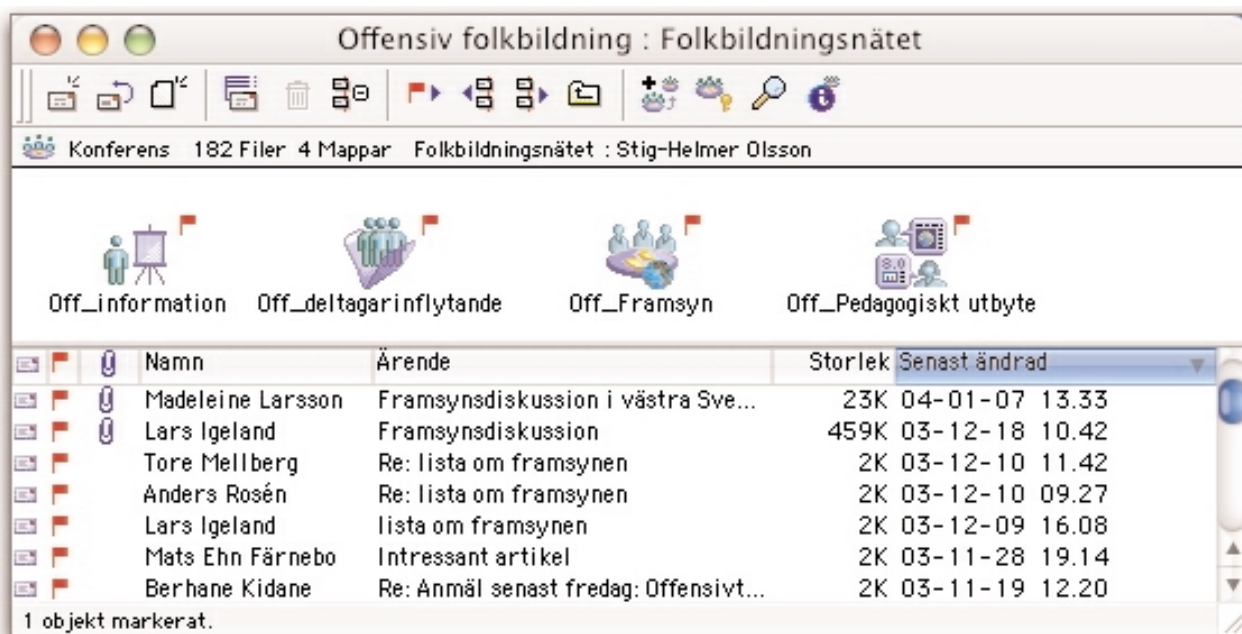 Offensiv folkbildning : Folkbildningsnätet
Konferens 182 Filer 4 Mappar Folkbildningsnätet : Stig-Helmer Olsson
8.0
Off_information Off_deltagarinflytande Off_Framsyn Off_Pedagogiskt utbyte
Namn Ärende Storlek Senast ändrad
Madeleine Larsson Framsynsdiskussion i västra Sve... 23K 04-01-07 13.33
Lars Igeland Framsynsdiskussion 459K 03-12-18 10.42
Tore Mellberg Re: lista om framsynen 2K 03-12-10 11.42
Anders Rosén Re: lista om framsynen 2K 03-12-10 09.27
Lars Igeland lista om framsynen 2K 03-12-09 16.08
Mats Ehn Färnebo Intressant artikel 2K 03-11-28 19.14
Berhane Kidane Re: Anmäl senast fredag: Offensivt... 2K 03-11-19 12.20
1 objekt markerat.